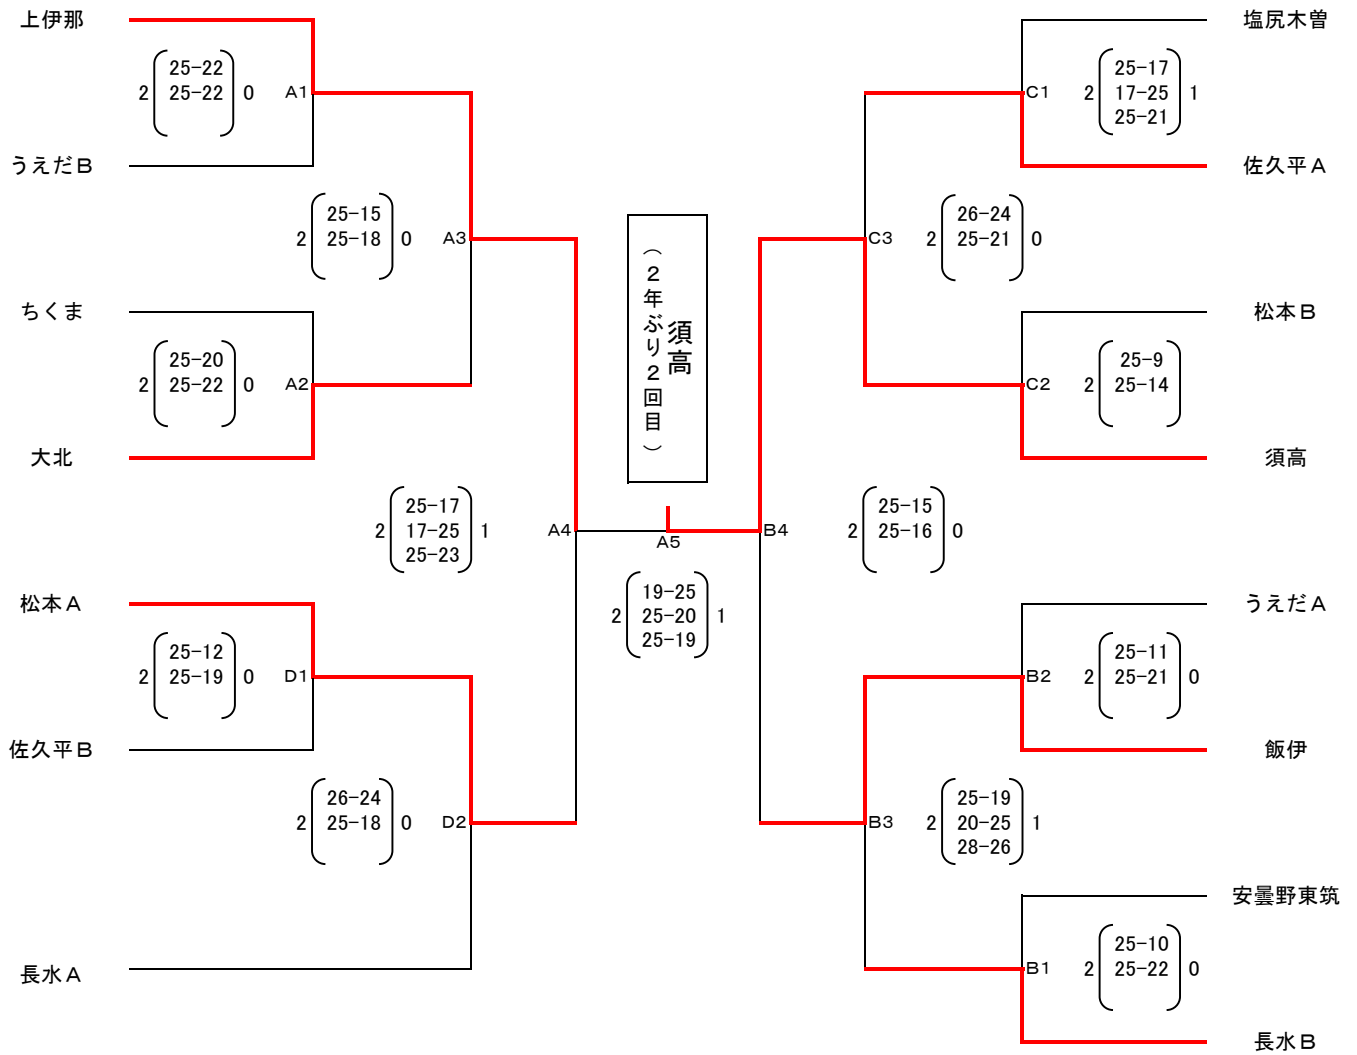 上伊那
2 25-22 0
25-22
A1
うえだB
2 25-15 0
25-18
A3
ちくま
2 25-20 0
25-22
A2
大北
2 25-17 1
17-25
25-23
A4
松本A
2 25-12 0
25-19
D1
佐久平B
2 26-24 0
25-18
D2
長水A
須高
(2年ぶり2回目)
A5
2 19-25 1
25-20
25-19
塩尻木曽
C1
2 25-17 1
17-25
25-21
佐久平A
C3
2 26-24 0
25-21
松本B
C2
2 25-9
25-14
須高
B4
2 25-15 0
25-16
うえだA
B2
2 25-11 0
25-21
飯伊
B3
2 25-19 1
20-25
28-26
安曇野東筑
B1
2 25-10 0
25-22
長水B